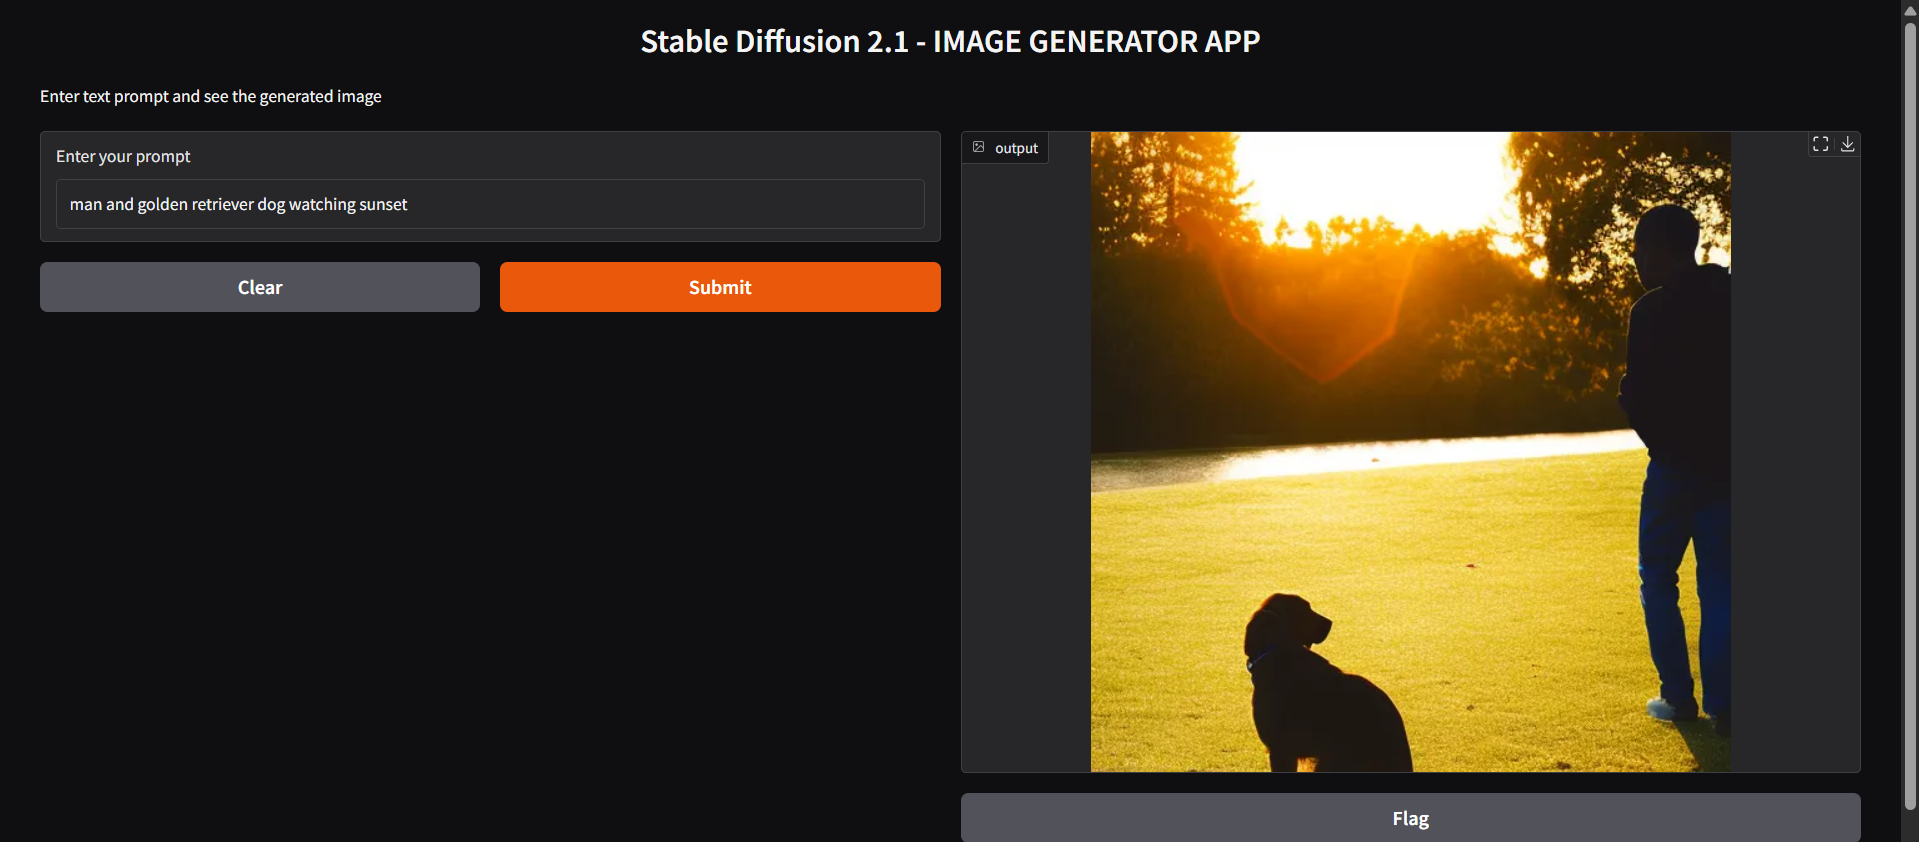 Stable Diffusion 2.1 - IMAGE GENERATOR APP
Enter text prompt and see the generated image
Enter your prompt
man and golden retriever dog watching sunset
Clear
Submit
output
Flag